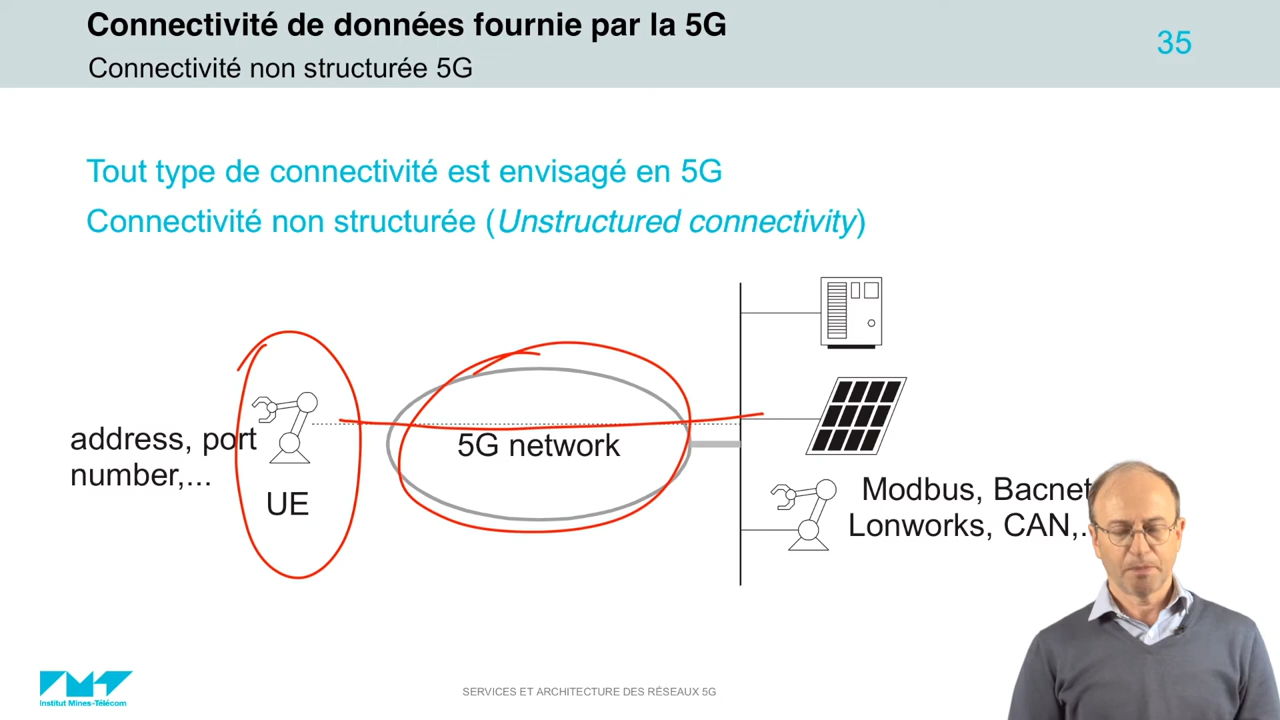 Connectivité de données fournie par la 5G
Connectivité non structurée 5G
35
Tout type de connectivité est envisagé en 5G
Connectivité non structurée (Unstructured connectivity)
address, port
number,...
UE
5G network
Modbus, Bacnet
Lonworks, CAN,.
Institut Mines-Télécom
SERVICES ET ARCHITECTURE DES RÉSEAUX 5G